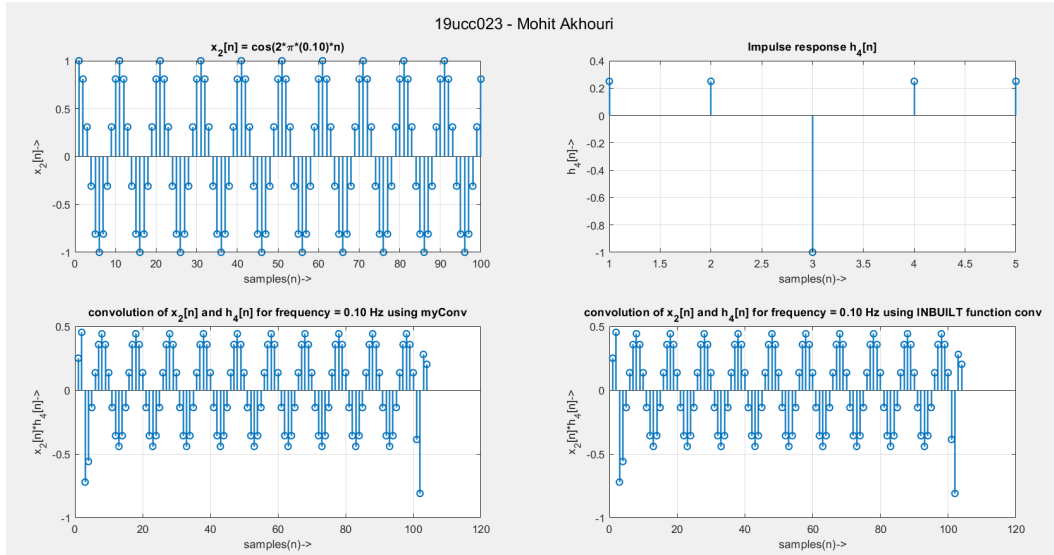 19ucc023 - Mohit Akhouri
x₂[n] = cos(2*π*(0.10)*n)
1
0.5
0
-0.5
-1
x₂[n]->
0 10 20 30 40 50 60 70 80 90 100
samples(n)->
Impulse response h₄[n]
0.4
0.2
0
-0.2
-0.4
-0.6
-0.8
-1
h₄[n]->
1 1.5 2 2.5 3 3.5 4 4.5 5
samples(n)->
convolution of x₂[n] and h₄[n] for frequency = 0.10 Hz using myConv
0.5
0
-0.5
-1
x₂[n]*h₄[n]->
0 20 40 60 80 100 120
samples(n)->
convolution of x₂[n] and h₄[n] for frequency = 0.10 Hz using INBUILT function conv
0.5
0
-0.5
-1
x₂[n]*h₄[n]->
0 20 40 60 80 100 120
samples(n)->